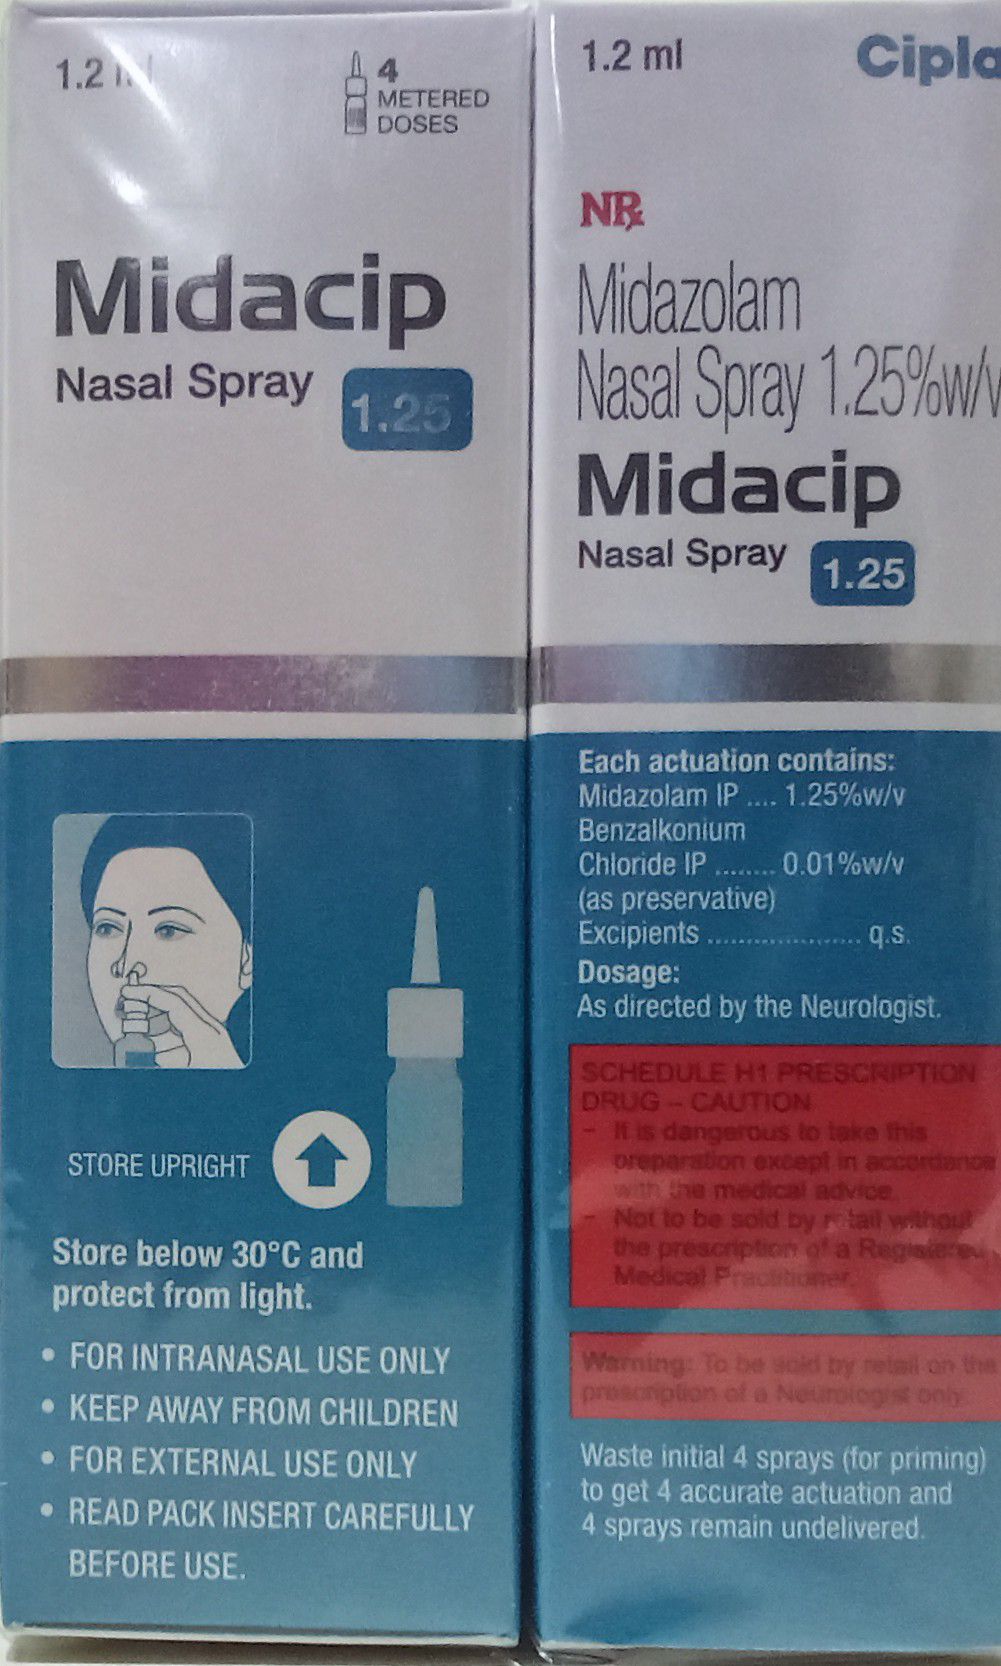 1.2
4
METERED
DOSES
Midacip
Nasal Spray
1.25
STORE UPRIGHT
Store below 30°C and
protect from light.
• FOR INTRANASAL USE ONLY
• KEEP AWAY FROM CHILDREN
• FOR EXTERNAL USE ONLY
• READ PACK INSERT CAREFULLY
BEFORE USE.
1.2 ml
Cipla
NRx
Midazolam
Nasal Spray 1.25%w/v
Midacip
Nasal Spray
1.25
Each actuation contains:
Midazolam IP .... 1.25%w/v
Benzalkonium
Chloride IP ........ 0.01%w/v
(as preservative)
Excipients ..................... q.s.
Dosage:
As directed by the Neurologist.
SCHEDULE H1 PRESCRIPTION
DRUG – CAUTION
- It is dangerous to take this
preparation except in accordance
with the medical advice.
- Not to be sold by retail without
the prescription of a Registered
Medical Practitioner.
Warning: To be sold by retail on the
prescription of a Neurologist only.
Waste initial 4 sprays (for priming)
to get 4 accurate actuation and
4 sprays remain undelivered.